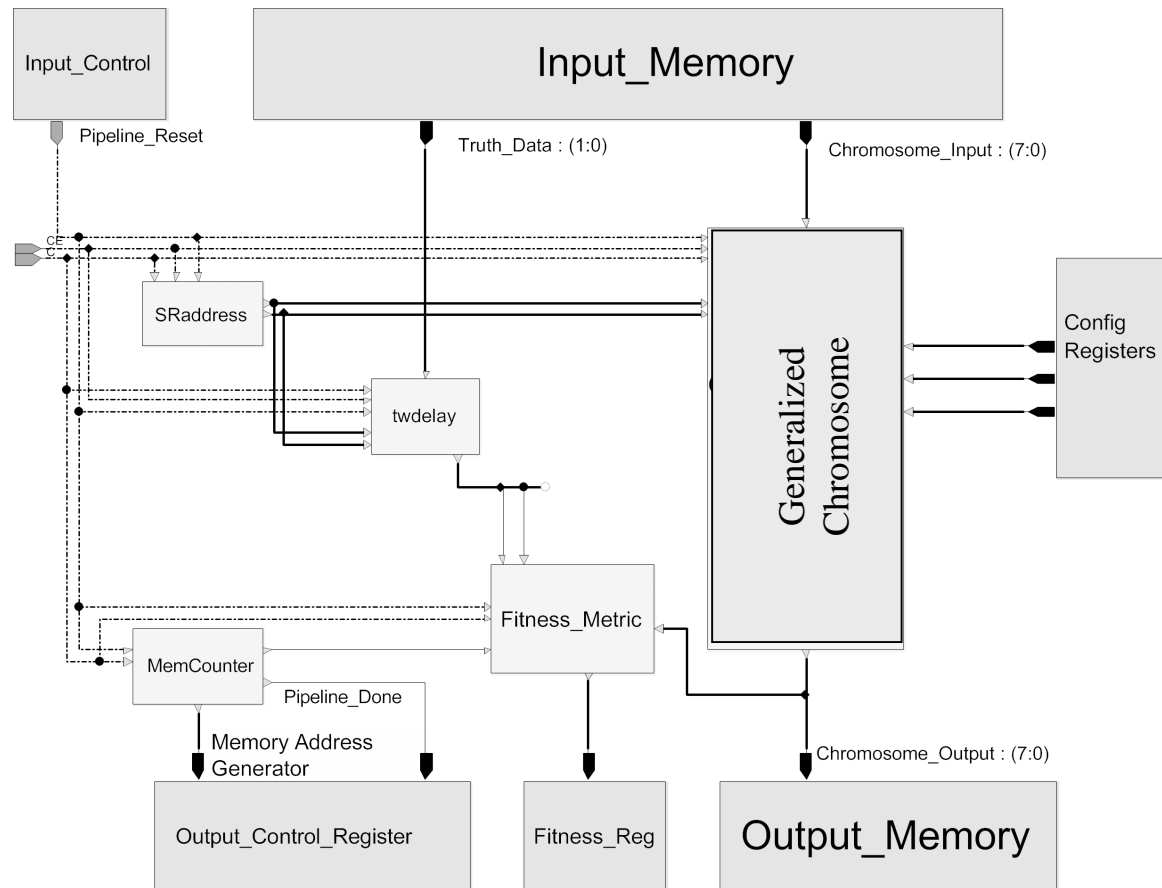 Input_Control
Input_Memory
Pipeline_Reset
Truth_Data : (1:0)
Chromosome_Input : (7:0)
CE
C
SRaddress
Config
Registers
Generalized
Chromosome
twdelay
Fitness_Metric
MemCounter
Pipeline_Done
Memory Address
Generator
Chromosome_Output : (7:0)
Output_Control_Register
Fitness_Reg
Output_Memory